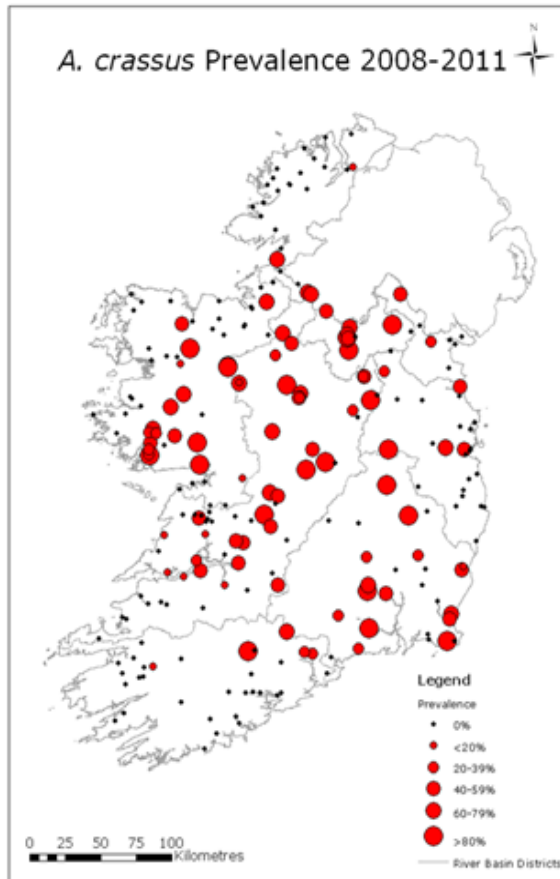 N
A. crassus Prevalence 2008-2011
Legend
Prevalence
0%
<20%
20-39%
40-59%
60-79%
>80%
River Basin Districts
0 25 50 75 100
Kilometres